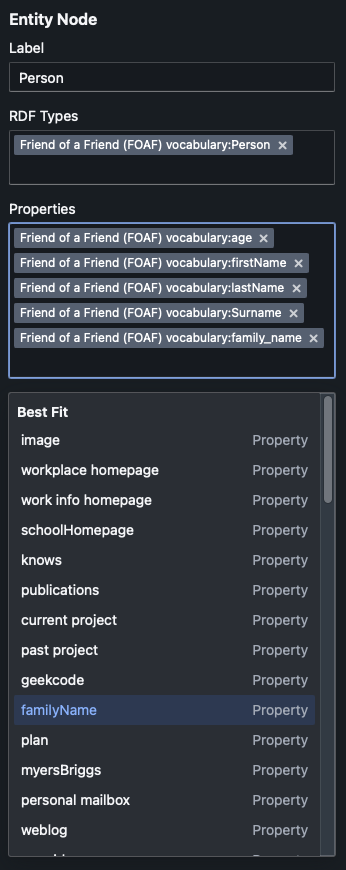 Entity Node
Label
Person
RDF Types
Friend of a Friend (FOAF) vocabulary:Person ×
Properties
Friend of a Friend (FOAF) vocabulary:age ×
Friend of a Friend (FOAF) vocabulary:firstName ×
Friend of a Friend (FOAF) vocabulary:lastName ×
Friend of a Friend (FOAF) vocabulary:Surname ×
Friend of a Friend (FOAF) vocabulary:family_name ×
Best Fit
image Property
workplace homepage Property
work info homepage Property
schoolHomepage Property
knows Property
publications Property
current project Property
past project Property
geekcode Property
familyName Property
plan Property
myersBriggs Property
personal mailbox Property
weblog Property